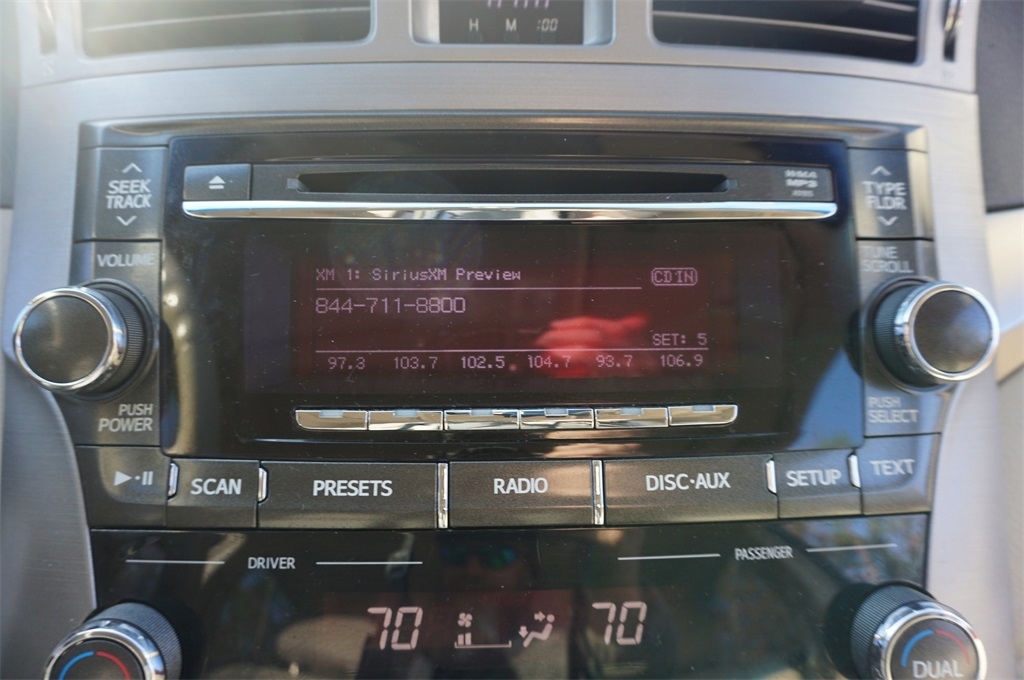 H M :00
SEEK
TRACK
WMA
MP3
TYPE
FLDR
VOLUME
TUNE
SCROLL
XM 1: SiriusXM Preview CD IN
844-711-8800
SET: 5
97.3 103.7 102.5 104.7 93.7 106.9
PUSH
POWER
PUSH
SELECT
SCAN PRESETS RADIO DISC·AUX SETUP TEXT
DRIVER PASSENGER
70 70
DUAL